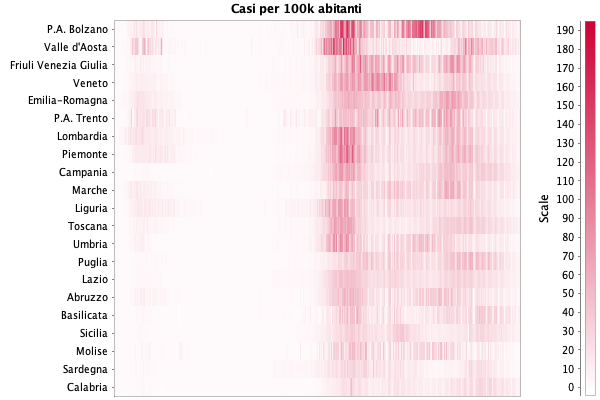 Casi per 100k abitanti
P.A. Bolzano
Valle d'Aosta
Friuli Venezia Giulia
Veneto
Emilia-Romagna
P.A. Trento
Lombardia
Piemonte
Campania
Marche
Liguria
Toscana
Umbria
Puglia
Lazio
Abruzzo
Basilicata
Sicilia
Molise
Sardegna
Calabria
Scale
190
180
170
160
150
140
130
120
110
100
90
80
70
60
50
40
30
20
10
0